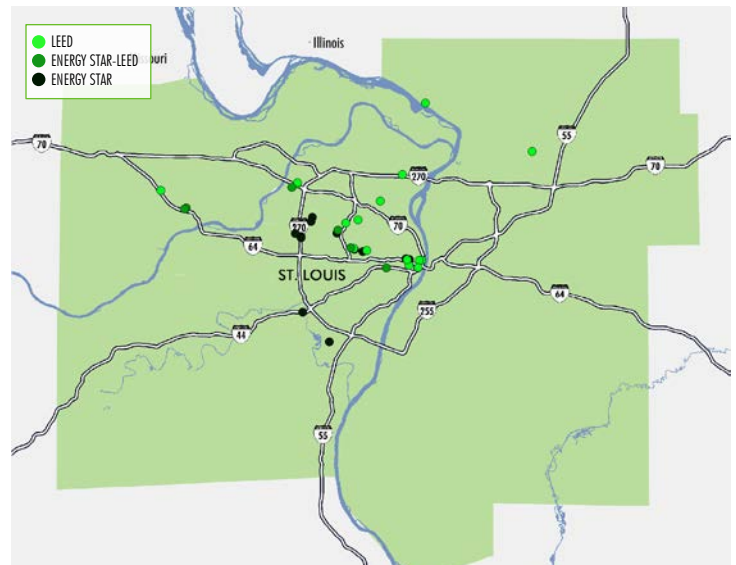 LEED
ENERGY STAR-LEED
ENERGY STAR
Illinois
ouri
55
70
270
70
270
70
64
ST. LOUIS
64
255
44
55